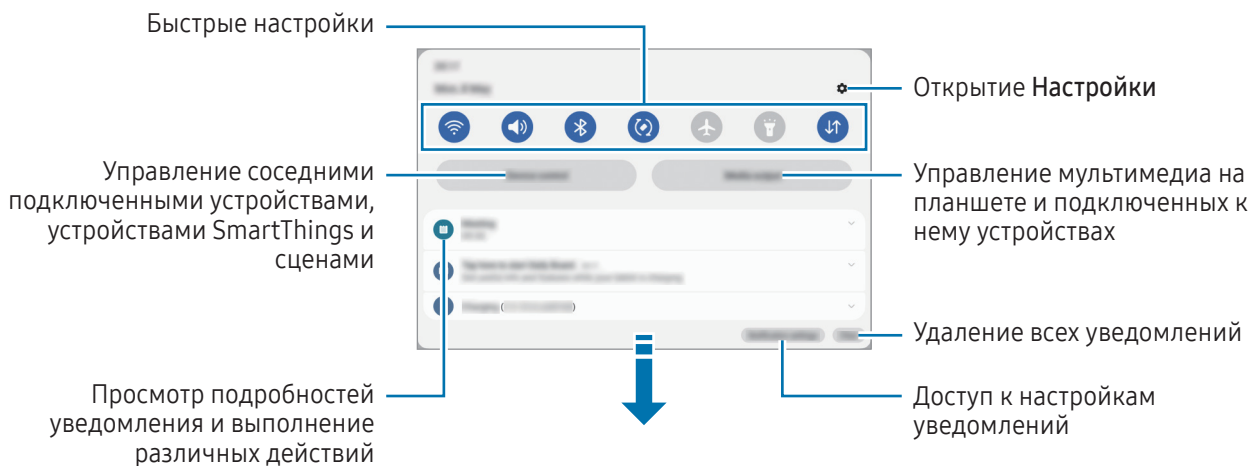 Быстрые настройки
Открытие Настройки
Управление соседними
подключенными устройствами,
устройствами SmartThings и
сценами
Управление мультимедиа на
планшете и подключенных к
нему устройствах
Удаление всех уведомлений
Просмотр подробностей
уведомления и выполнение
различных действий
Доступ к настройкам
уведомлений